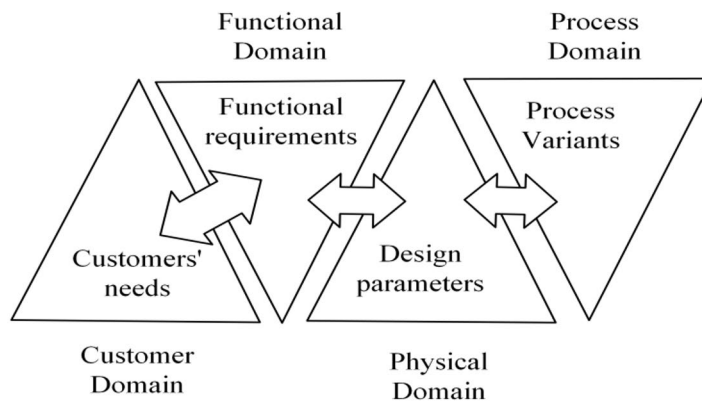 Functional
Domain
Process
Domain
Functional
requirements
Process
Variants
Customers'
needs
Design
parameters
Customer
Domain
Physical
Domain